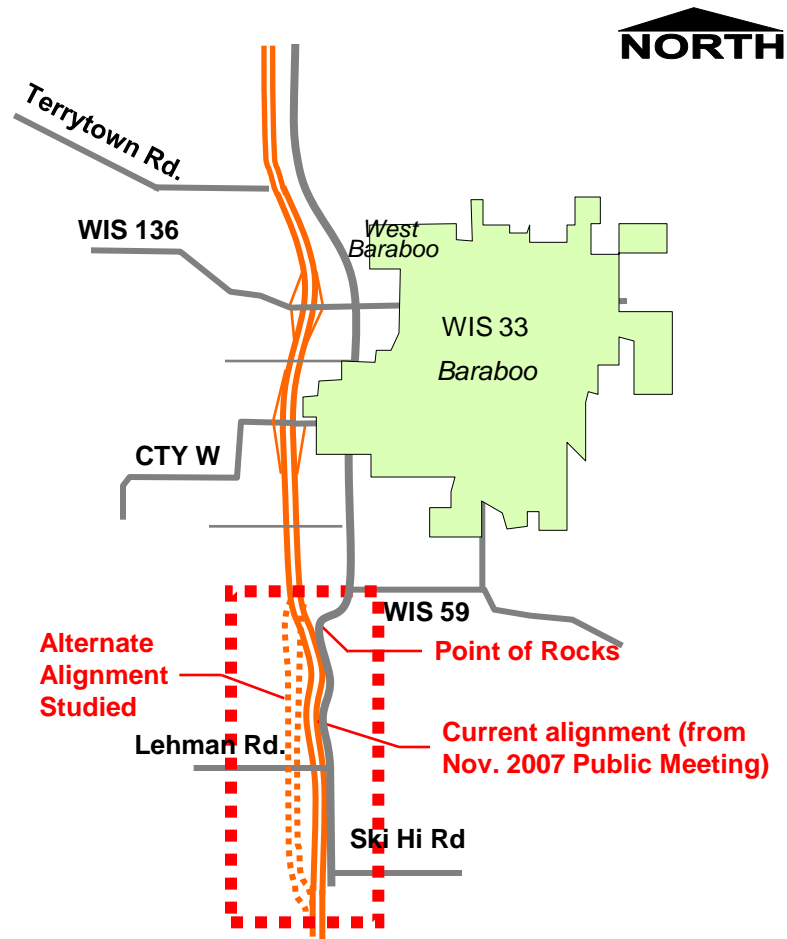 NORTH
Terrytown Rd.
WIS 136
West
Baraboo
WIS 33
Baraboo
CTY W
WIS 59
Alternate
Alignment
Studied
Point of Rocks
Lehman Rd.
Current alignment (from
Nov. 2007 Public Meeting)
Ski Hi Rd